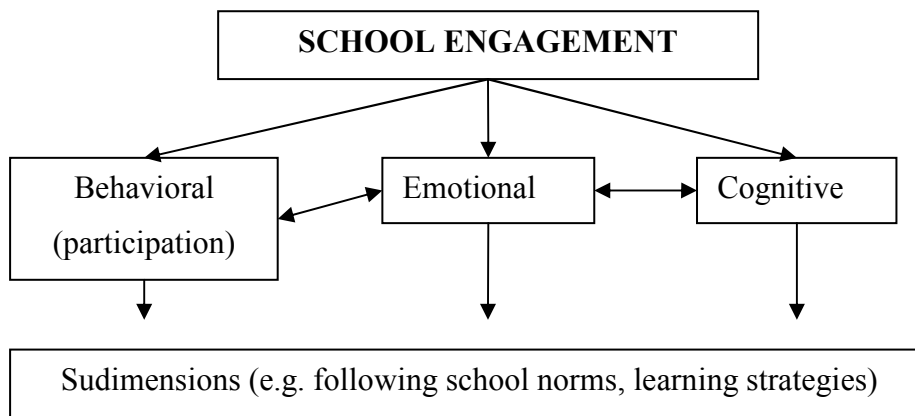 SCHOOL ENGAGEMENT
Behavioral
(participation)
Emotional
Cognitive
Sudimensions (e.g. following school norms, learning strategies)